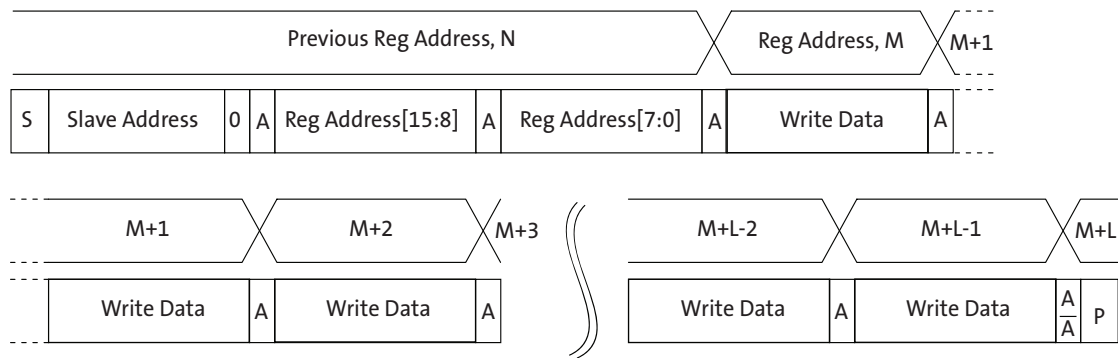 Previous Reg Address, N Reg Address, M M+1
S Slave Address 0 A Reg Address[15:8] A Reg Address[7:0] A Write Data A
M+1 M+2 M+3 M+L-2 M+L-1 M+L
Write Data A Write Data A Write Data A Write Data A/A̅ P